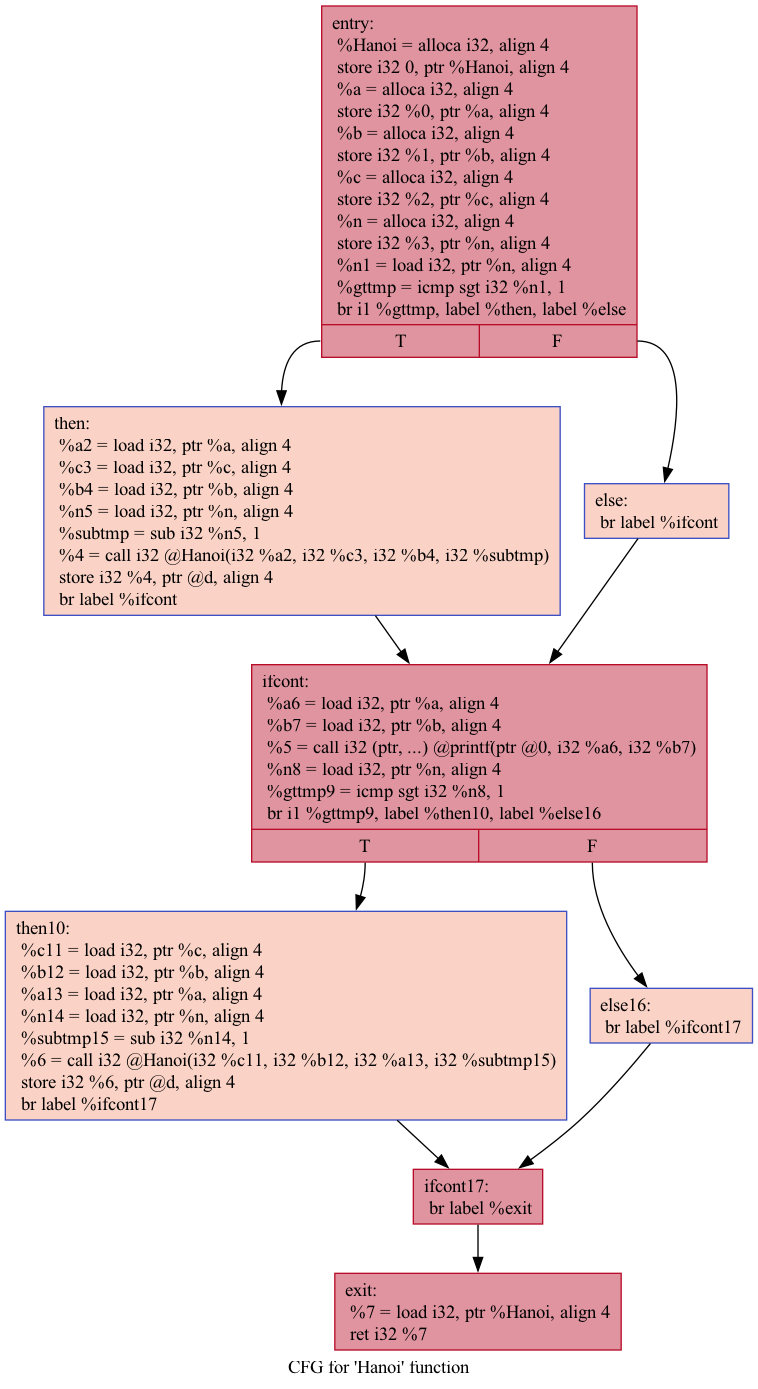 entry:
%Hanoi = alloca i32, align 4
store i32 0, ptr %Hanoi, align 4
%a = alloca i32, align 4
store i32 %0, ptr %a, align 4
%b = alloca i32, align 4
store i32 %1, ptr %b, align 4
%c = alloca i32, align 4
store i32 %2, ptr %c, align 4
%n = alloca i32, align 4
store i32 %3, ptr %n, align 4
%n1 = load i32, ptr %n, align 4
%gttmp = icmp sgt i32 %n1, 1
br i1 %gttmp, label %then, label %else
T F
then:
%a2 = load i32, ptr %a, align 4
%c3 = load i32, ptr %c, align 4
%b4 = load i32, ptr %b, align 4
%n5 = load i32, ptr %n, align 4
%subtmp = sub i32 %n5, 1
%4 = call i32 @Hanoi(i32 %a2, i32 %c3, i32 %b4, i32 %subtmp)
store i32 %4, ptr @d, align 4
br label %ifcont
else:
br label %ifcont
ifcont:
%a6 = load i32, ptr %a, align 4
%b7 = load i32, ptr %b, align 4
%5 = call i32 (ptr, ...) @printf(ptr @0, i32 %a6, i32 %b7)
%n8 = load i32, ptr %n, align 4
%gttmp9 = icmp sgt i32 %n8, 1
br i1 %gttmp9, label %then10, label %else16
T F
then10:
%c11 = load i32, ptr %c, align 4
%b12 = load i32, ptr %b, align 4
%a13 = load i32, ptr %a, align 4
%n14 = load i32, ptr %n, align 4
%subtmp15 = sub i32 %n14, 1
%6 = call i32 @Hanoi(i32 %c11, i32 %b12, i32 %a13, i32 %subtmp15)
store i32 %6, ptr @d, align 4
br label %ifcont17
else16:
br label %ifcont17
ifcont17:
br label %exit
exit:
%7 = load i32, ptr %Hanoi, align 4
ret i32 %7
CFG for 'Hanoi' function